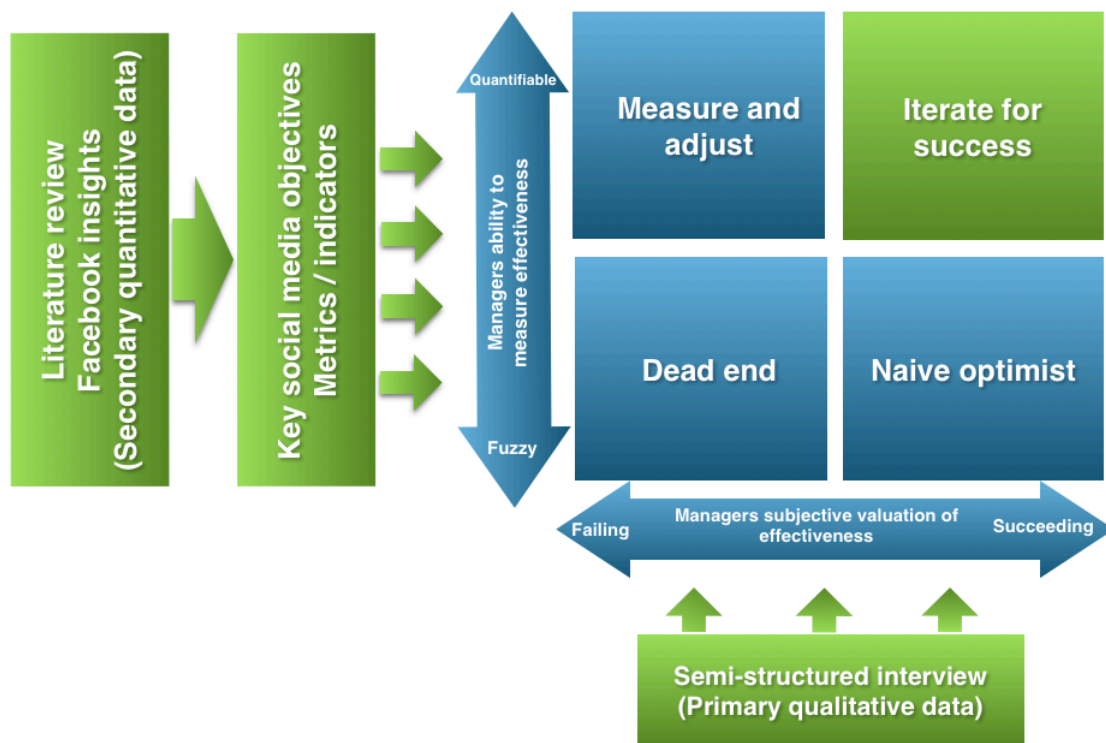 Literature review
Facebook insights
(Secondary quantitative data)
Key social media objectives
Metrics / indicators
Quantifiable
Managers ability to
measure effectiveness
Fuzzy
Measure and
adjust
Iterate for
success
Dead end
Naive optimist
Failing
Managers subjective valuation of
effectiveness
Succeeding
Semi-structured interview
(Primary qualitative data)